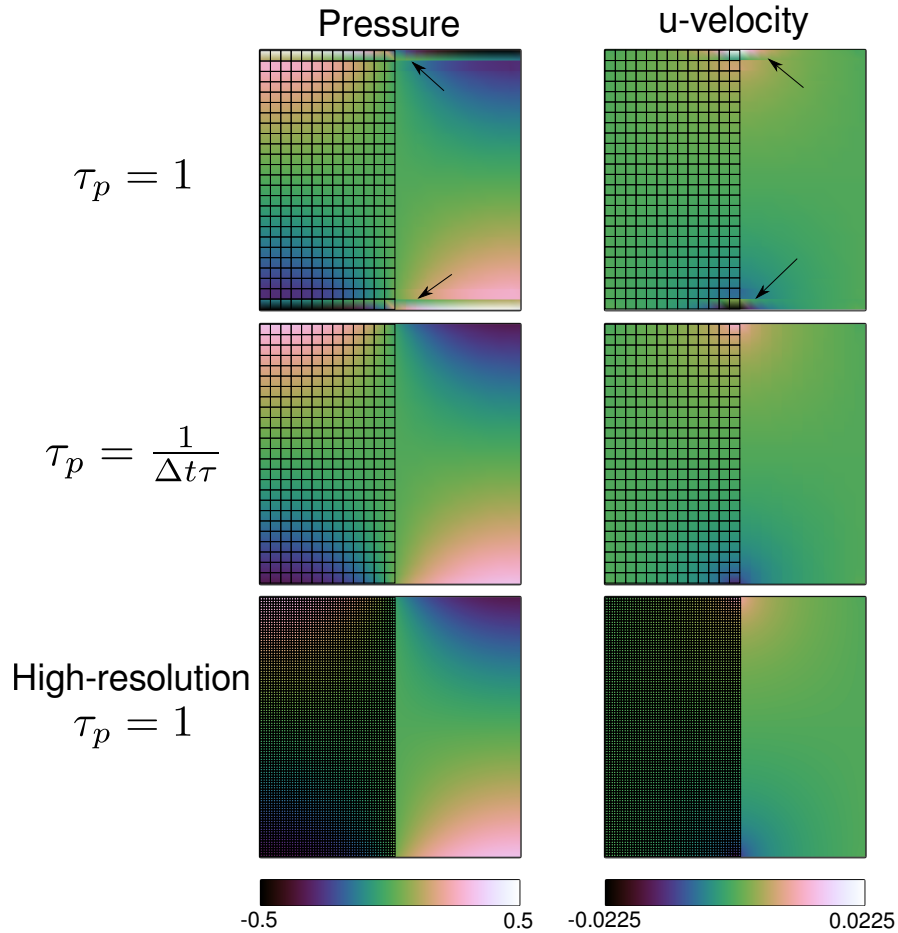 Pressure
u-velocity
τ_p = 1
τ_p = 1/(Δtτ)
High-resolution
τ_p = 1
-0.5
0.5
-0.0225
0.0225